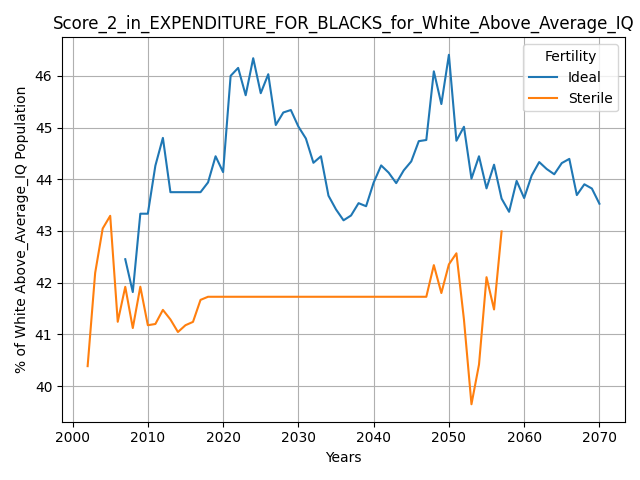 Score_2_in_EXPENDITURE_FOR_BLACKS_for_White_Above_Average_IQ
% of White Above_Average_IQ Population
46
45
44
43
42
41
40
Fertility
Ideal
Sterile
2000 2010 2020 2030 2040 2050 2060 2070
Years